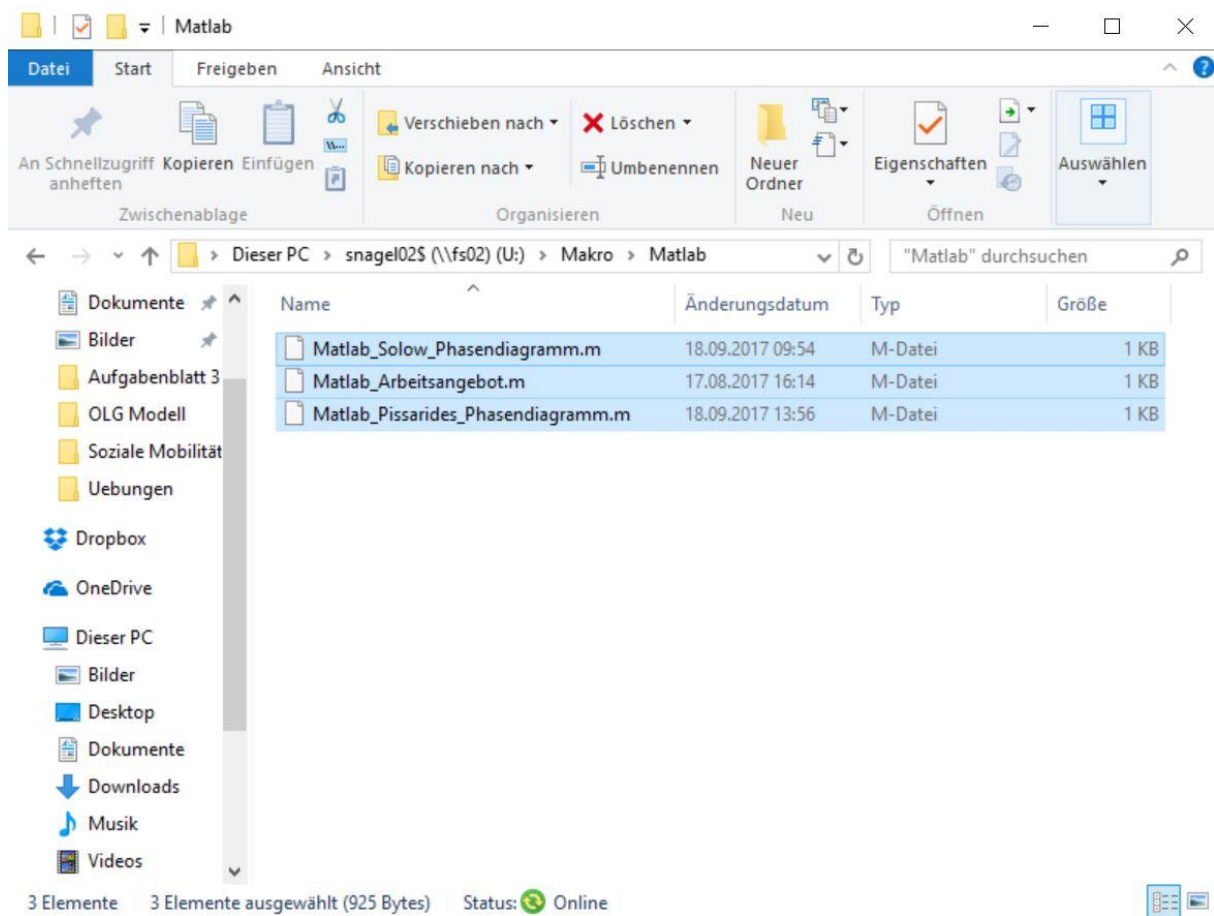 Matlab
Datei Start Freigeben Ansicht
An Schnellzugriff anheften
Kopieren
Einfügen
Zwischenablage
Verschieben nach
Kopieren nach
Löschen
Umbenennen
Organisieren
Neuer Ordner
Neu
Eigenschaften
Öffnen
Auswählen
Dieser PC > snagel02$ (\\fs02) (U:) > Makro > Matlab
"Matlab" durchsuchen
Dokumente
Bilder
Aufgabenblatt 3
OLG Modell
Soziale Mobilität
Uebungen
Dropbox
OneDrive
Dieser PC
Bilder
Desktop
Dokumente
Downloads
Musik
Videos
Name Änderungsdatum Typ Größe
Matlab_Solow_Phasendiagramm.m 18.09.2017 09:54 M-Datei 1 KB
Matlab_Arbeitsangebot.m 17.08.2017 16:14 M-Datei 1 KB
Matlab_Pissarides_Phasendiagramm.m 18.09.2017 13:56 M-Datei 1 KB
3 Elemente 3 Elemente ausgewählt (925 Bytes) Status: Online